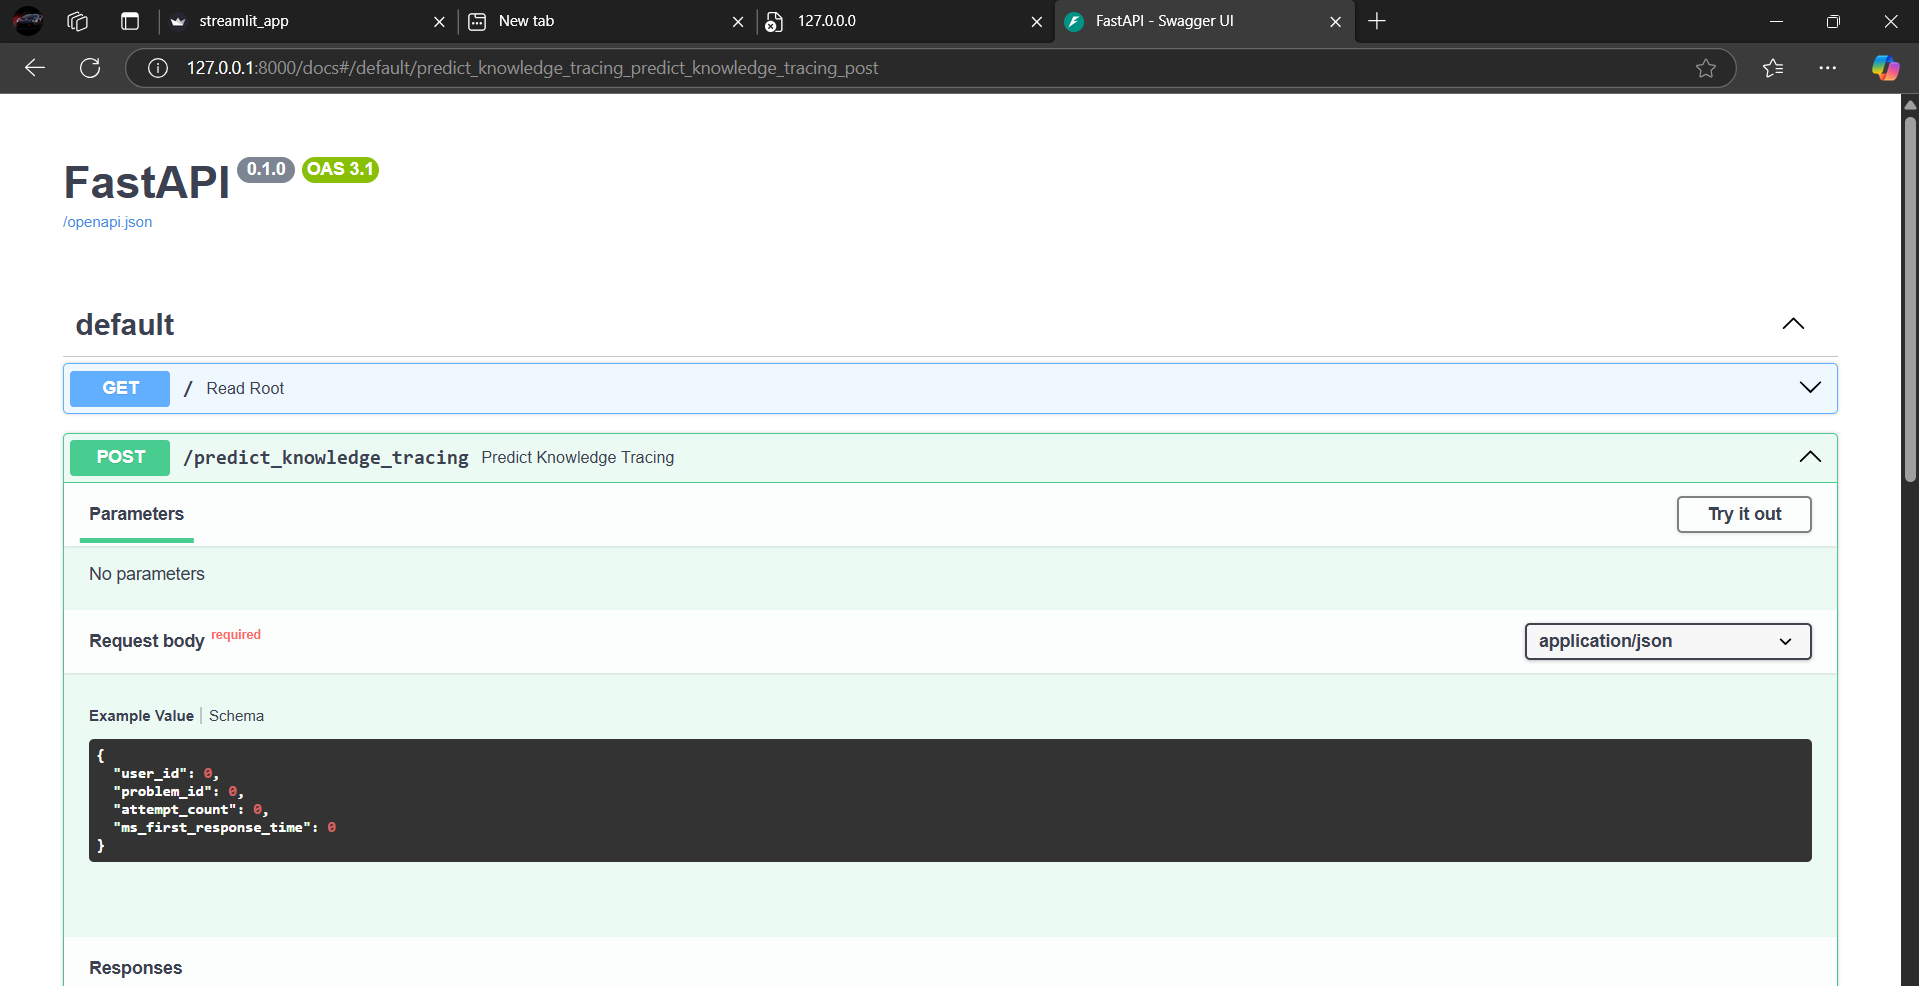 streamlit_app
New tab
127.0.0.0
FastAPI - Swagger UI
127.0.0.1:8000/docs#/default/predict_knowledge_tracing_predict_knowledge_tracing_post
FastAPI 0.1.0 OAS 3.1
/openapi.json
default
GET / Read Root
POST /predict_knowledge_tracing Predict Knowledge Tracing
Parameters Try it out
No parameters
Request body required application/json
Example Value Schema
{
"user_id": 0,
"problem_id": 0,
"attempt_count": 0,
"ms_first_response_time": 0
}
Responses